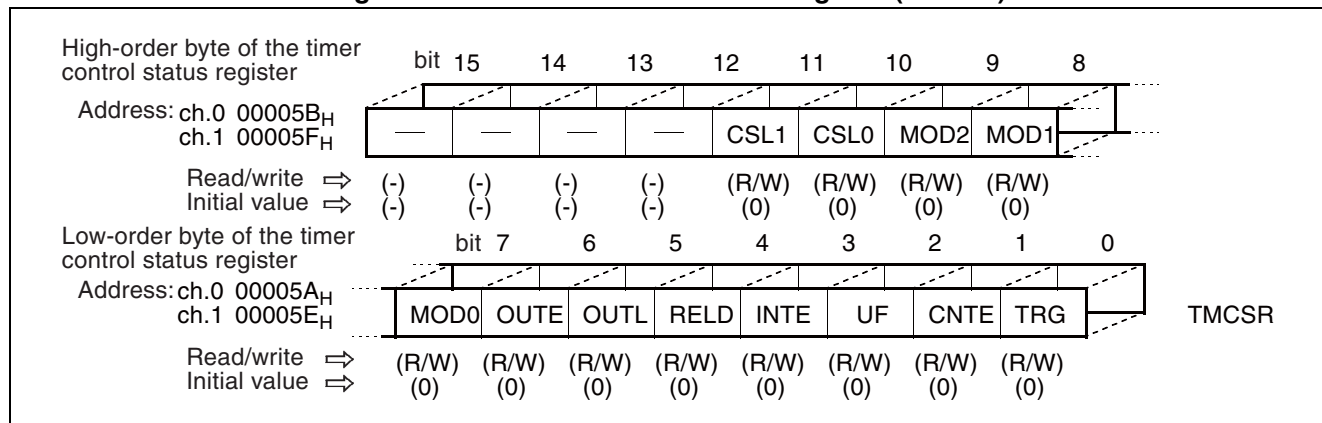 High-order byte of the timer
control status register
bit 15 14 13 12 11 10 9 8
Address: ch.0 00005BH
ch.1 00005FH
— — — — CSL1 CSL0 MOD2 MOD1
Read/write ⇨ (-) (-) (-) (-) (R/W) (R/W) (R/W) (R/W)
Initial value ⇨ (-) (-) (-) (-) (0) (0) (0) (0)
Low-order byte of the timer
control status register
bit 7 6 5 4 3 2 1 0
Address: ch.0 00005AH
ch.1 00005EH
MOD0 OUTE OUTL RELD INTE UF CNTE TRG TMCSR
Read/write ⇨ (R/W) (R/W) (R/W) (R/W) (R/W) (R/W) (R/W) (R/W)
Initial value ⇨ (0) (0) (0) (0) (0) (0) (0) (0)